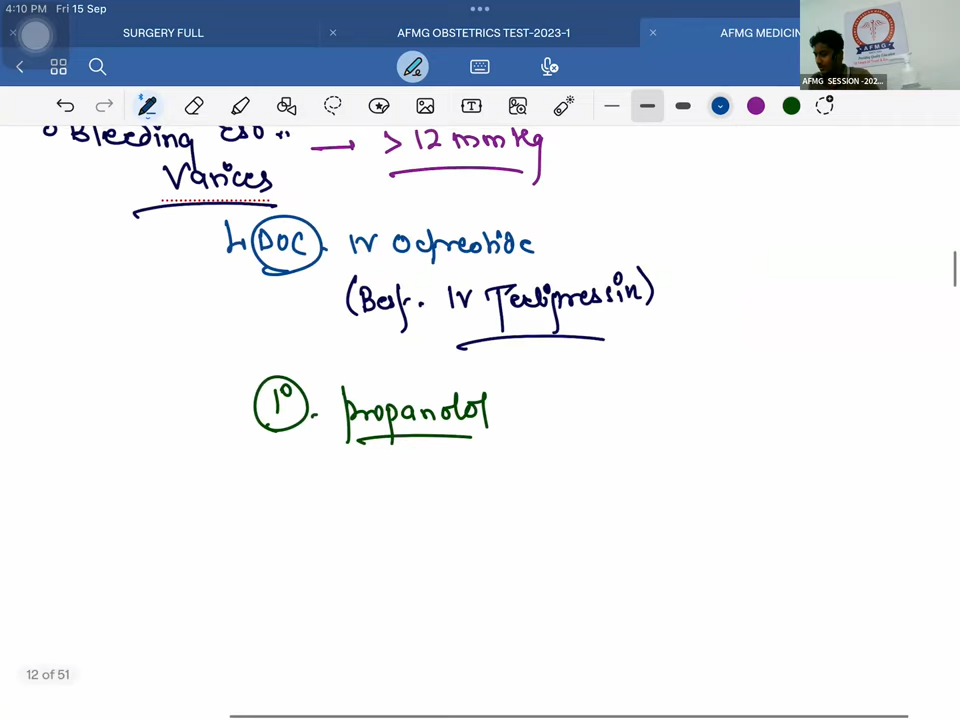 4:10 PM Fri 15 Sep
SURGERY FULL
AFMG OBSTETRICS TEST-2023-1
AFMG MEDICIN
AFMG
AFMG SESSION -202...
Bleeding → > 12 mmHg
Varices
DOC. IV Octreotide
(Best. IV Terlipressin)
1°. propanolol
12 of 51